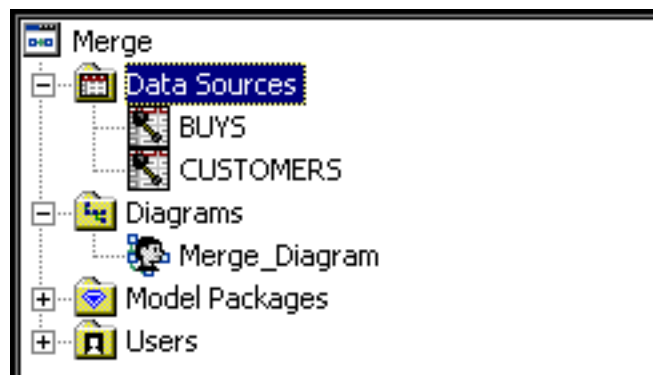 Merge
Data Sources
BUYS
CUSTOMERS
Diagrams
Merge_Diagram
Model Packages
Users